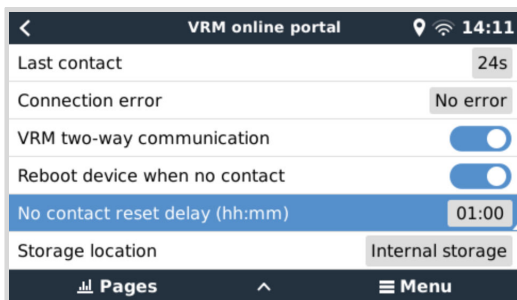 VRM online portal 14:11
Last contact 24s
Connection error No error
VRM two-way communication
Reboot device when no contact
No contact reset delay (hh:mm) 01:00
Storage location Internal storage
Pages Menu